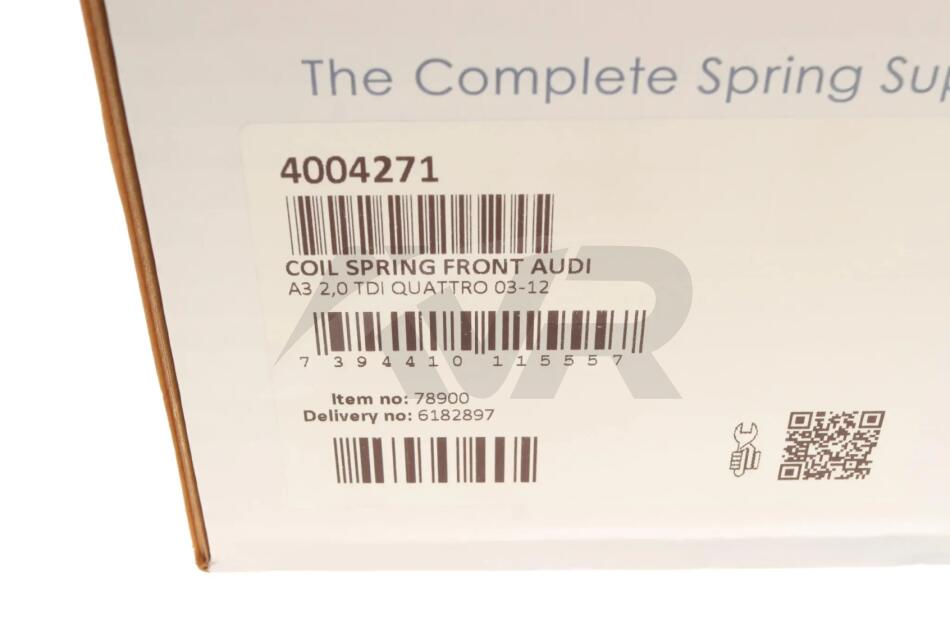 The Complete Spring Sup
4004271
COIL SPRING FRONT AUDI
A3 2,0 TDI QUATTRO 03-12
7 394410 115557
Item no: 78900
Delivery no: 6182897
VR